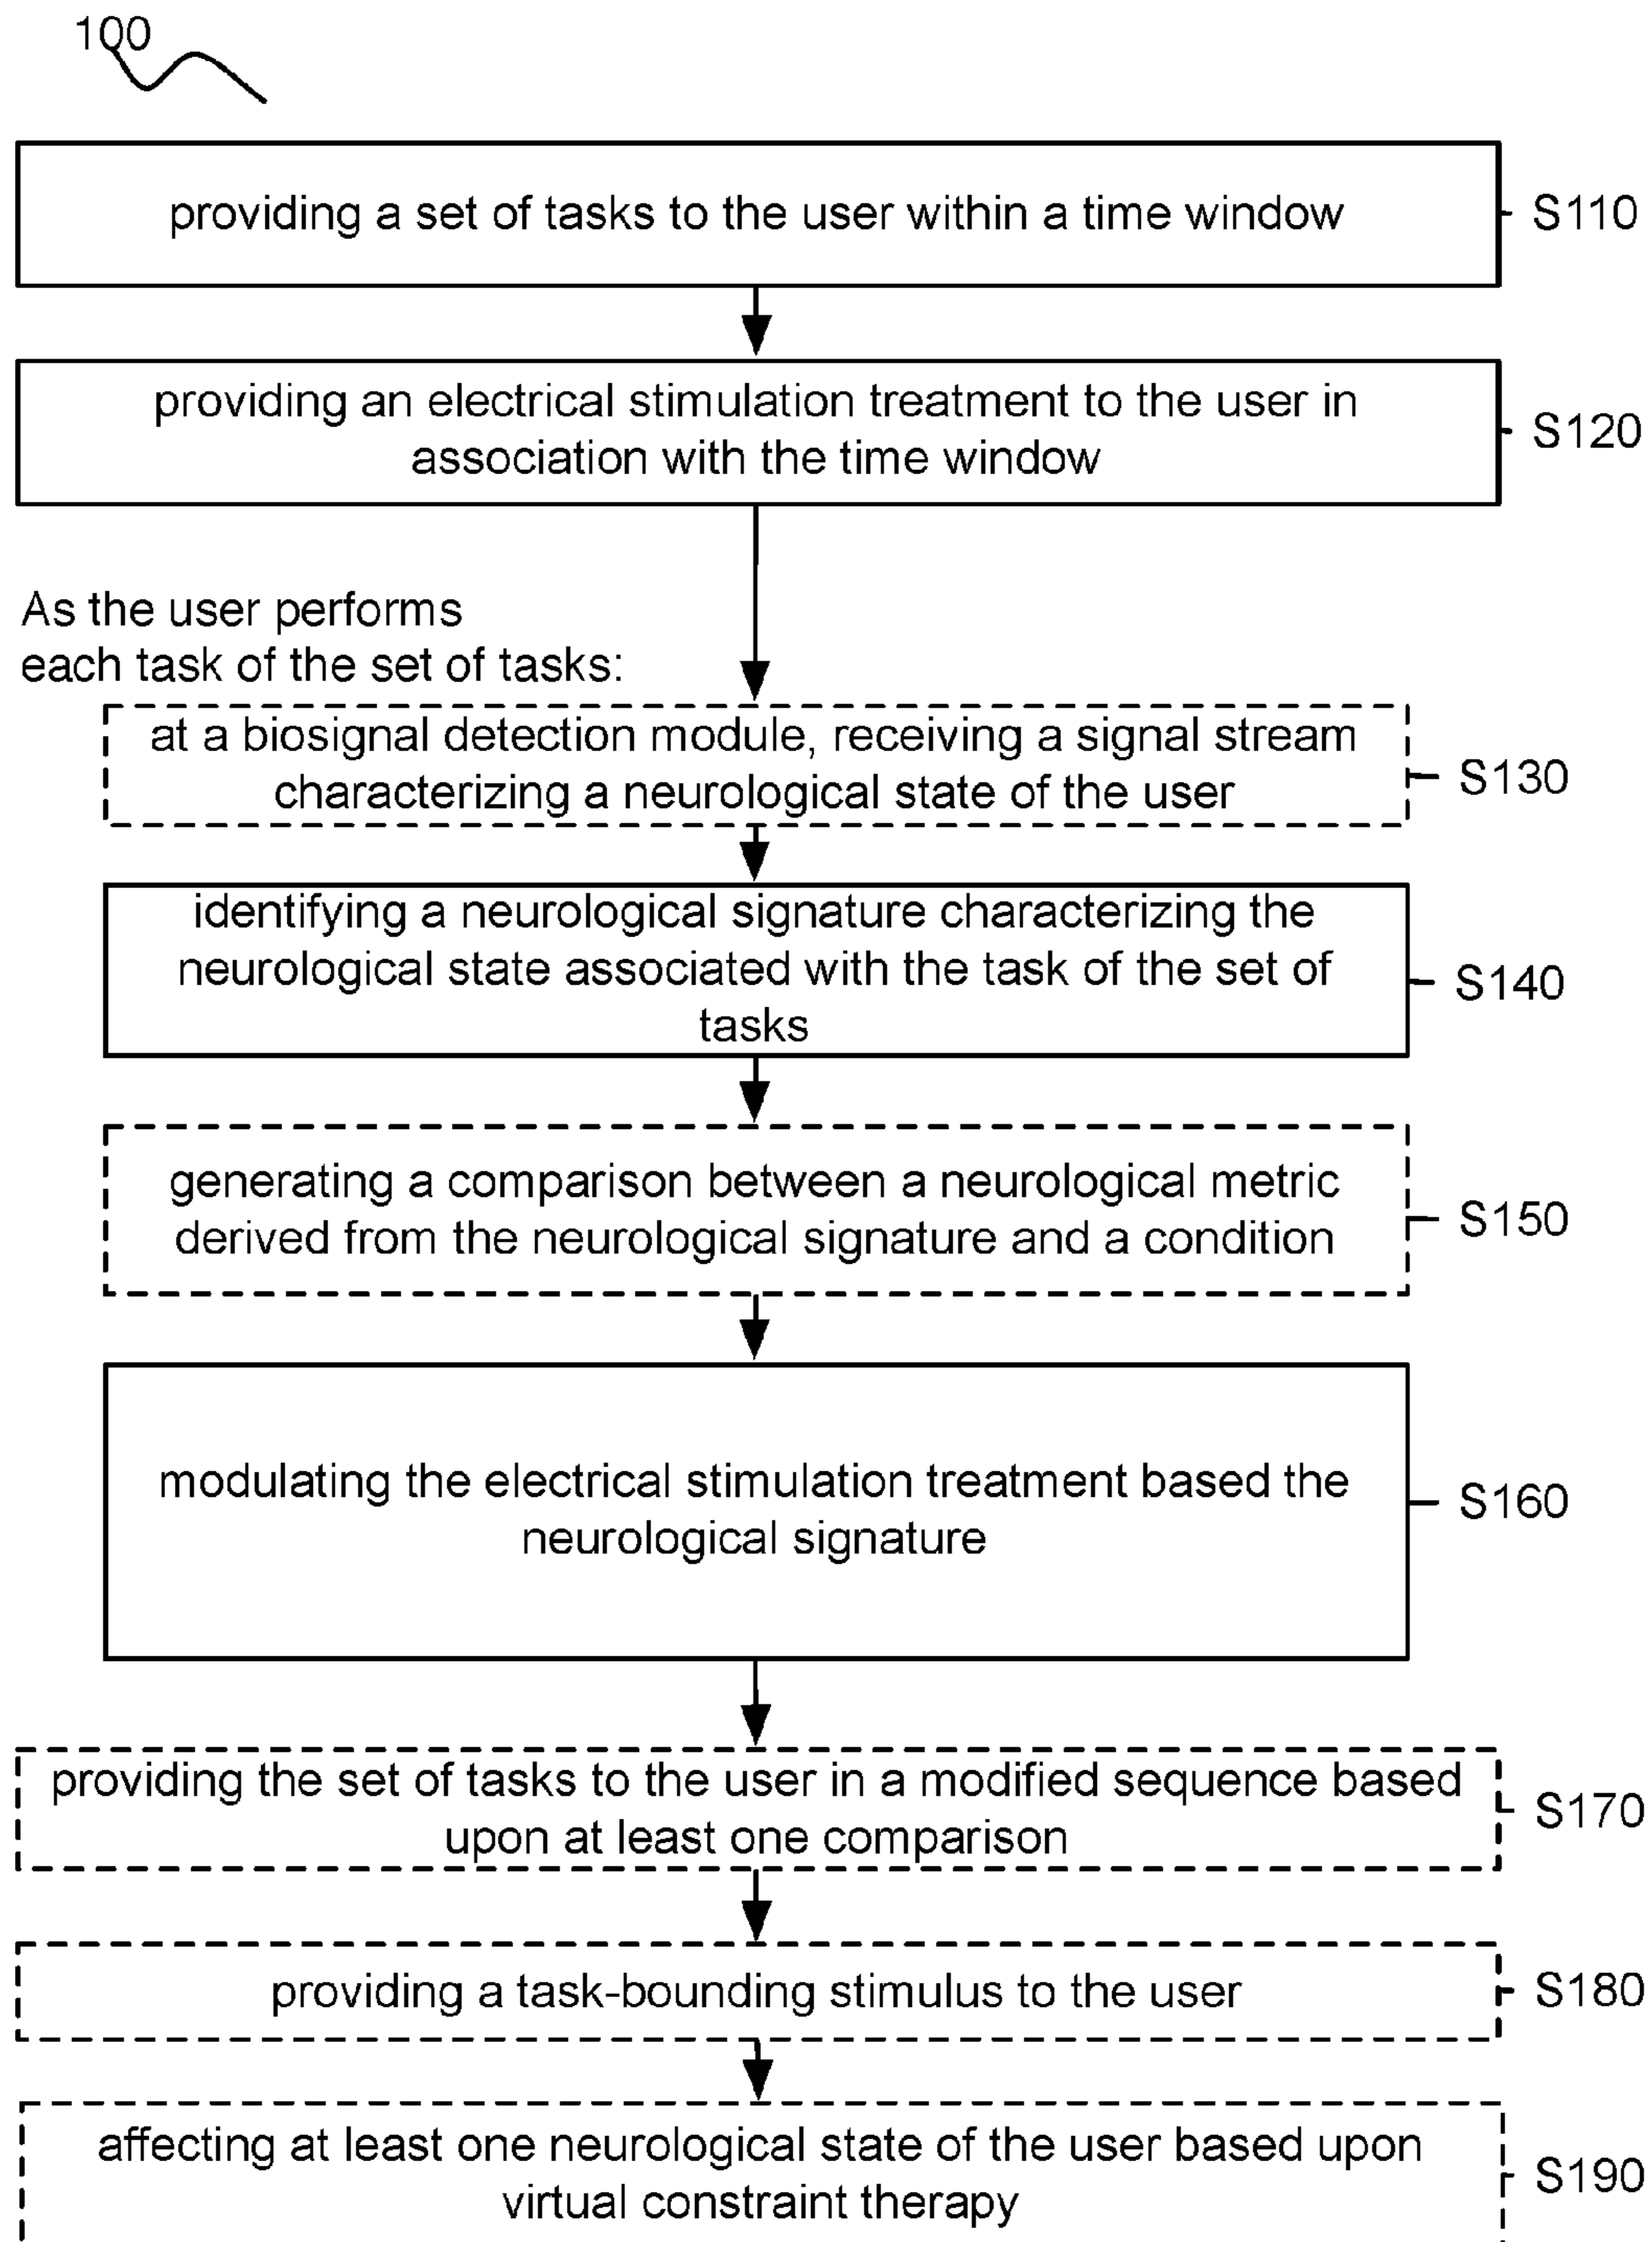 100
providing a set of tasks to the user within a time window
S110
providing an electrical stimulation treatment to the user in
association with the time window
S120
As the user performs
each task of the set of tasks:
at a biosignal detection module, receiving a signal stream
characterizing a neurological state of the user
S130
identifying a neurological signature characterizing the
neurological state associated with the task of the set of
tasks
S140
generating a comparison between a neurological metric
derived from the neurological signature and a condition
S150
modulating the electrical stimulation treatment based the
neurological signature
S160
providing the set of tasks to the user in a modified sequence based
upon at least one comparison
S170
providing a task-bounding stimulus to the user
S180
affecting at least one neurological state of the user based upon
virtual constraint therapy
S190